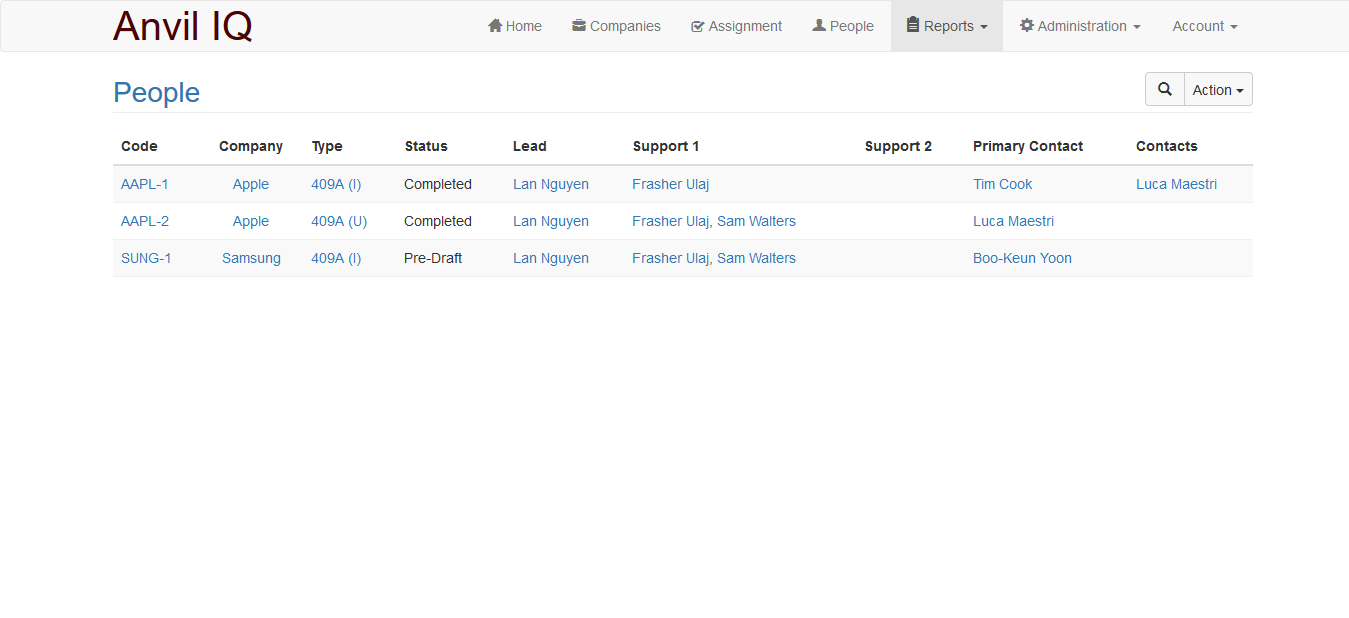 Anvil IQ Home Companies Assignment People Reports Administration Account
People Action
Code Company Type Status Lead Support 1 Support 2 Primary Contact Contacts
AAPL-1 Apple 409A (I) Completed Lan Nguyen Frasher Ulaj Tim Cook Luca Maestri
AAPL-2 Apple 409A (U) Completed Lan Nguyen Frasher Ulaj, Sam Walters Luca Maestri
SUNG-1 Samsung 409A (I) Pre-Draft Lan Nguyen Frasher Ulaj, Sam Walters Boo-Keun Yoon